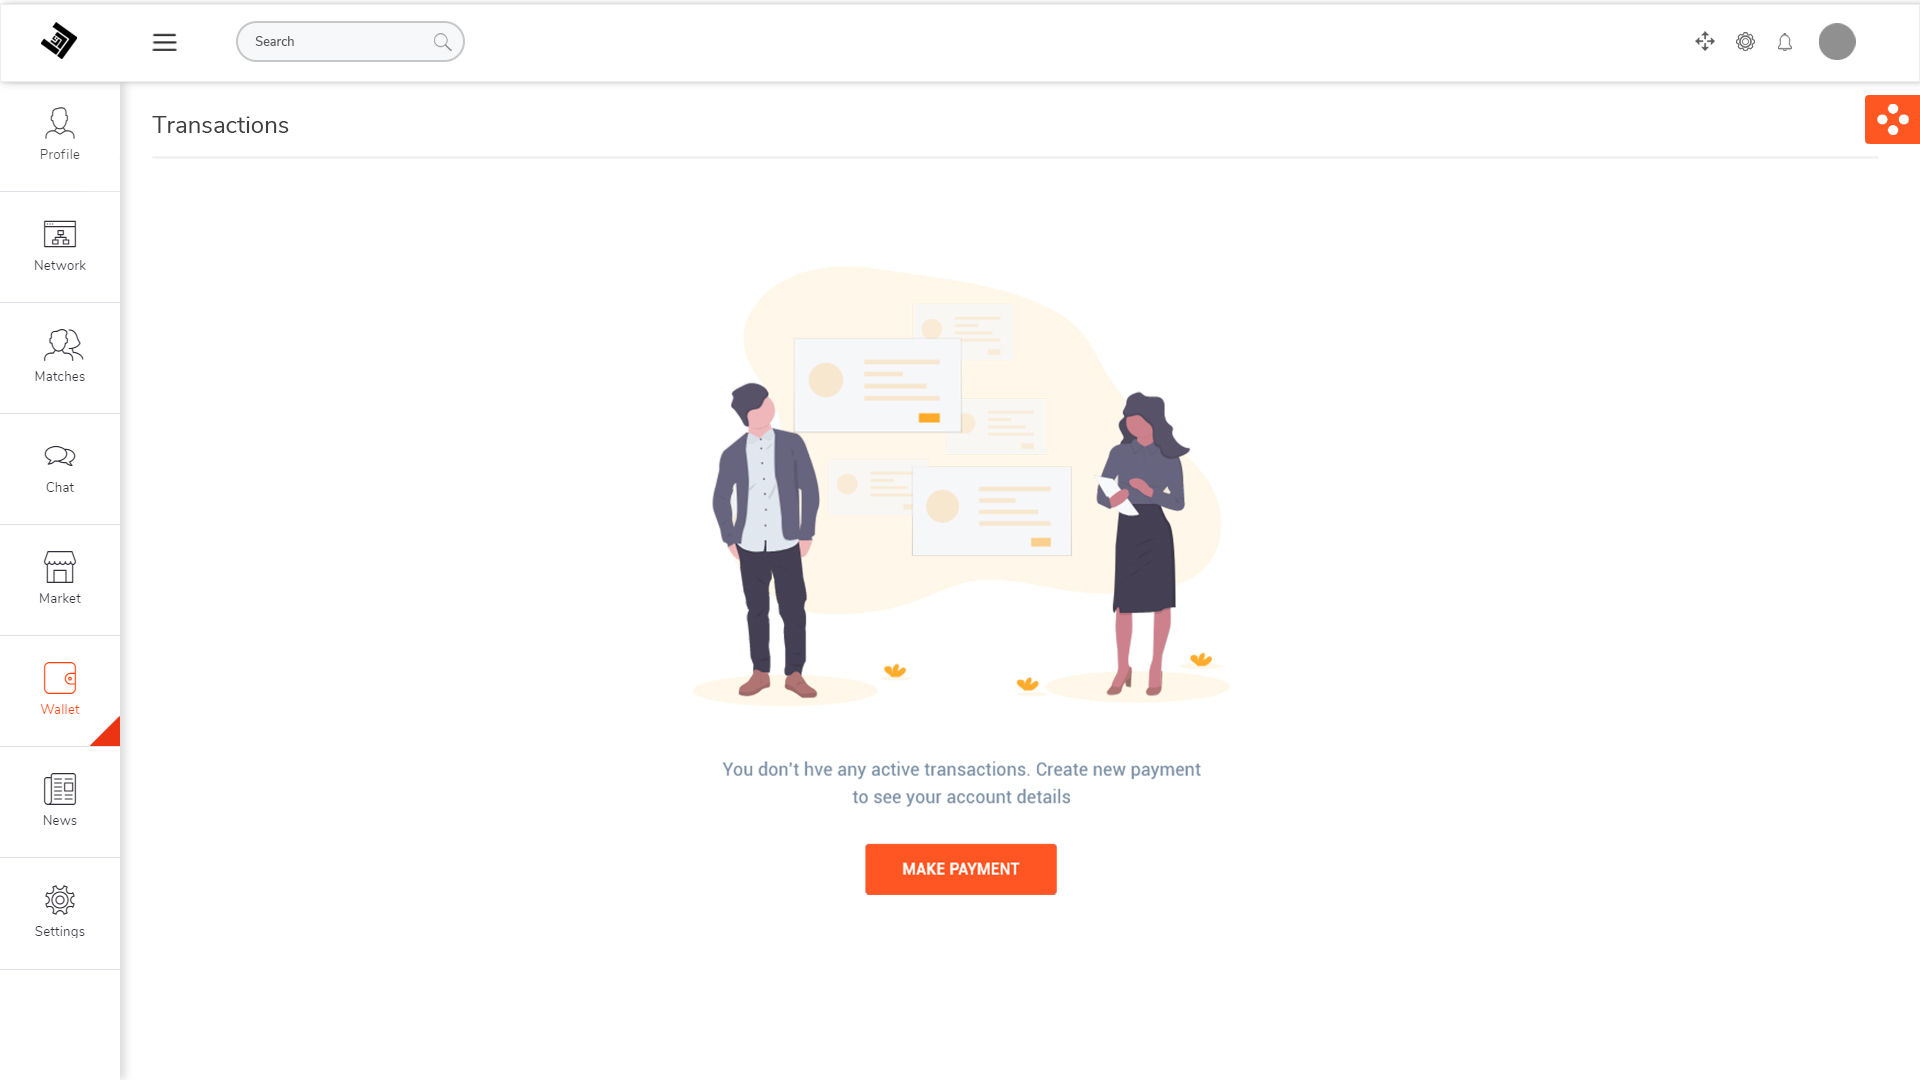 Search
Transactions
Profile
Network
Matches
Chat
Market
Wallet
News
Settings
You don't hve any active transactions. Create new payment
to see your account details
MAKE PAYMENT